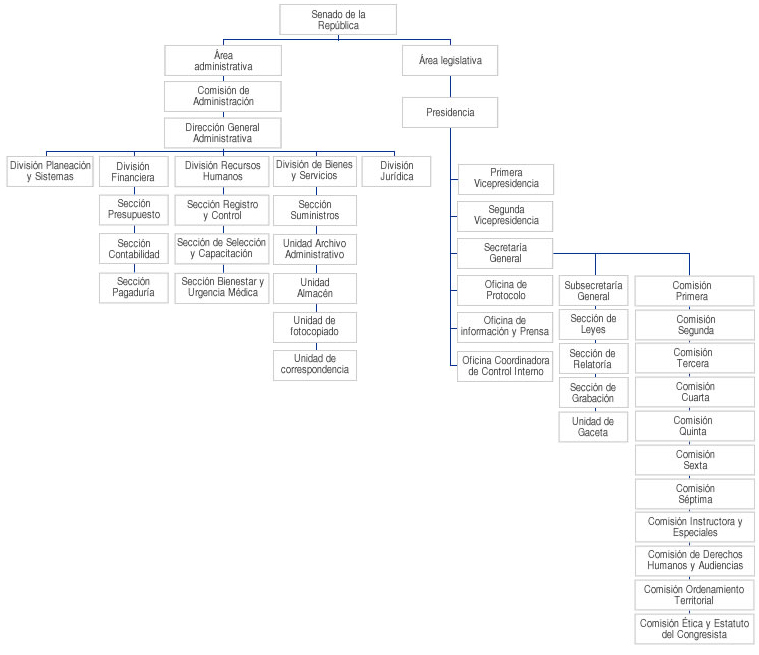 Senado de la
República
Área
administrativa
Área legislativa
Comisión de
Administración
Presidencia
Dirección General
Administrativa
División Planeación
y Sistemas
División
Financiera
División Recursos
Humanos
División de Bienes
y Servicios
División
Jurídica
Sección
Presupuesto
Sección
Contabilidad
Sección
Pagaduría
Sección Registro
y Control
Sección de Selección
y Capacitación
Sección Bienestar y
Urgencia Médica
Sección
Suministros
Unidad Archivo
Administrativo
Unidad
Almacén
Unidad de
fotocopiado
Unidad de
correspondencia
Primera
Vicepresidencia
Segunda
Vicepresidencia
Secretaría
General
Oficina de
Protocolo
Oficina de
información y Prensa
Oficina Coordinadora
de Control Interno
Subsecretaría
General
Sección de
Leyes
Sección de
Relatoría
Sección de
Grabación
Unidad de
Gaceta
Comisión
Primera
Comisión
Segunda
Comisión
Tercera
Comisión
Cuarta
Comisión
Quinta
Comisión
Sexta
Comisión
Séptima
Comisión Instructora y
Especiales
Comisión de Derechos
Humanos y Audiencias
Comisión Ordenamiento
Territorial
Comisión Ética y Estatuto
del Congresista